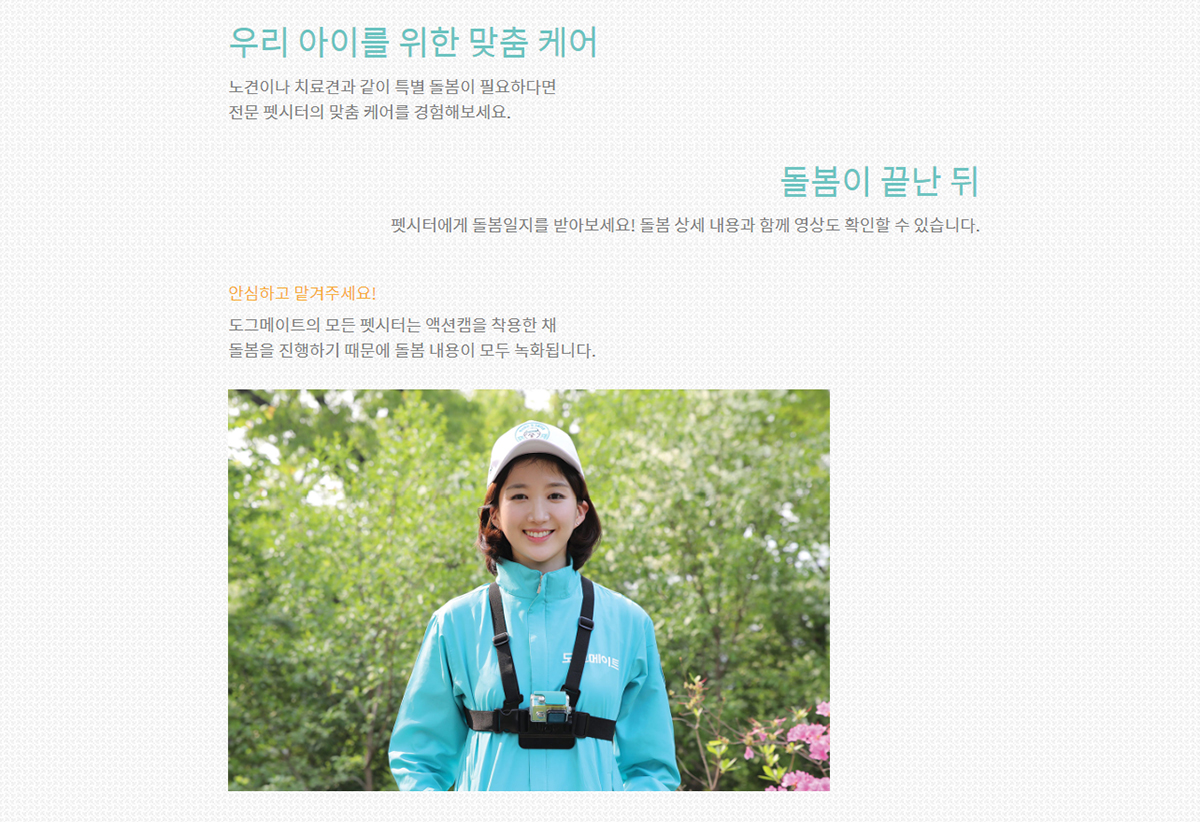 우리 아이를 위한 맞춤 케어
노견이나 치료견과 같이 특별 돌봄이 필요하다면
전문 펫시터의 맞춤 케어를 경험해보세요.
돌봄이 끝난 뒤
펫시터에게 돌봄일지를 받아보세요! 돌봄 상세 내용과 함께 영상도 확인할 수 있습니다.
안심하고 맡겨주세요!
도그메이트의 모든 펫시터는 액션캠을 착용한 채
돌봄을 진행하기 때문에 돌봄 내용이 모두 녹화됩니다.
도그메이트